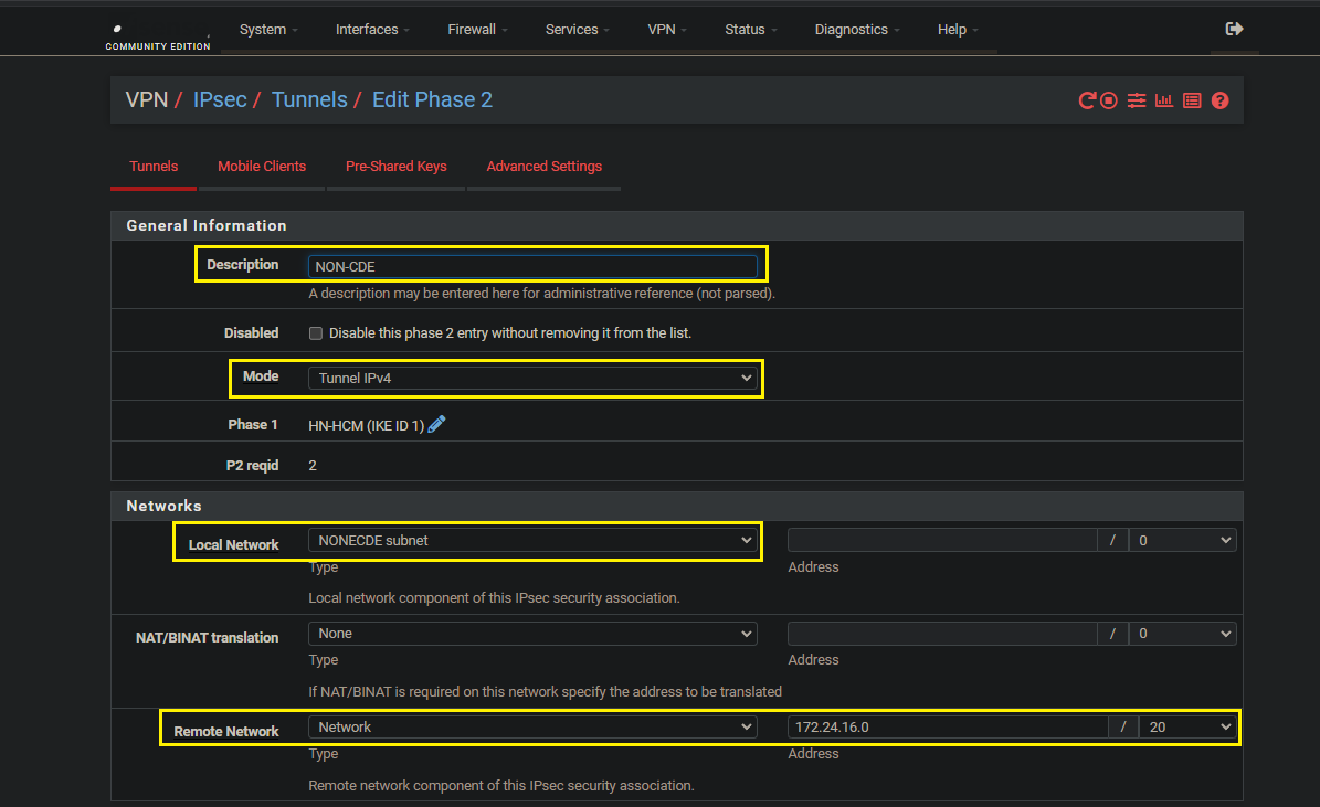 COMMUNITY EDITION
System Interfaces Firewall Services VPN Status Diagnostics Help
VPN / IPsec / Tunnels / Edit Phase 2
Tunnels Mobile Clients Pre-Shared Keys Advanced Settings
General Information
Description NON-CDE
A description may be entered here for administrative reference (not parsed).
Disabled Disable this phase 2 entry without removing it from the list.
Mode Tunnel IPv4
Phase 1 HN-HCM (IKE ID 1)
P2 reqid 2
Networks
Local Network NONECDE subnet / 0
Type Address
Local network component of this IPsec security association.
NAT/BINAT translation None / 0
Type Address
If NAT/BINAT is required on this network specify the address to be translated
Remote Network Network 172.24.16.0 / 20
Type Address
Remote network component of this IPsec security association.